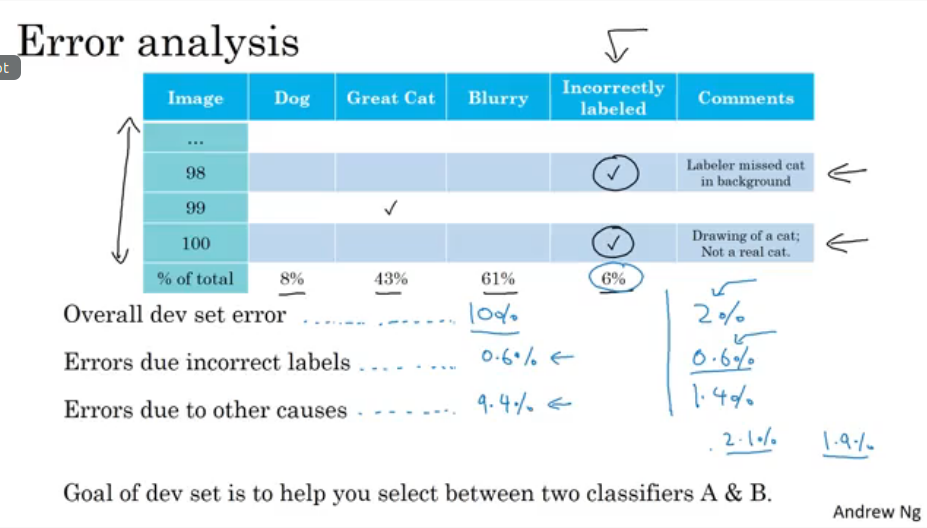 Error analysis
ot
Image Dog Great Cat Blurry Incorrectly labeled Comments
...
98 ✓ Labeler missed cat in background
99 ✓
100 ✓ Drawing of a cat; Not a real cat.
% of total 8% 43% 61% 6%
Overall dev set error 10% 2%
Errors due incorrect labels 0.6% 0.6%
Errors due to other causes 9.4% 1.4%
2.1% 1.9%
Goal of dev set is to help you select between two classifiers A & B.
Andrew Ng